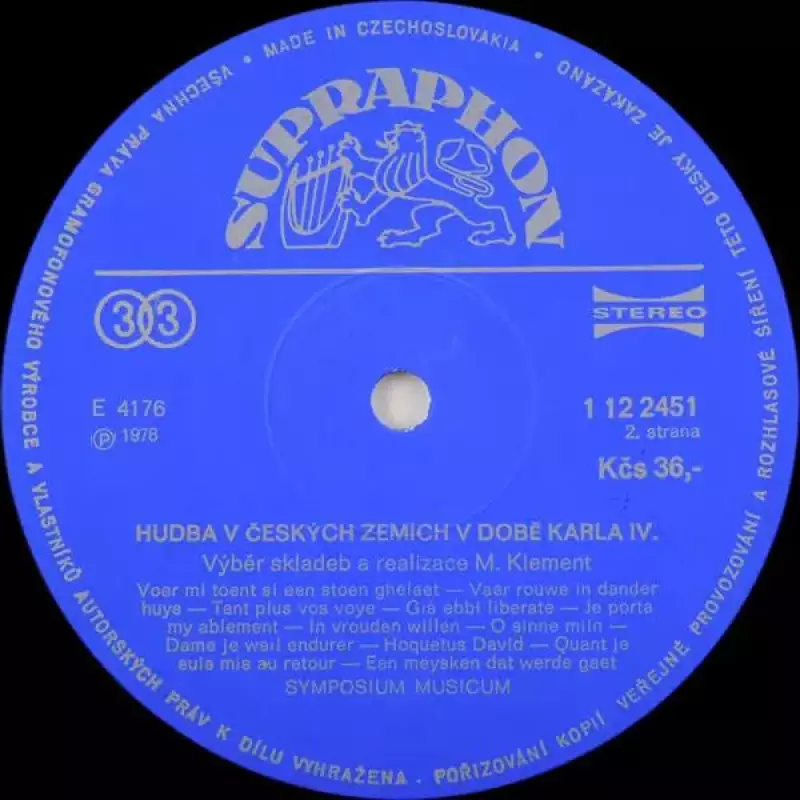 VŠECHNA PRÁVA GRAMOFONOVÉHO VÝROBCE A VLASTNÍKŮ AUTORSKÝCH PRÁV K DÍLU VYHRAŽENA. POŘIZOVÁNÍ KOPIÍ VEŘEJNÉ PROVOZOVÁNÍ A ROZHLASOVÉ ŠÍŘENÍ TÉTO DESKY JE ZAKÁZÁNO • MADE IN CZECHOSLOVAKIA •
SUPRAPHON
33
STEREO
E 4176
1 12 2451
Ⓟ 1978
2. strana
Kčs 36,-
HUDBA V ČESKÝCH ZEMÍCH V DOBĚ KARLA IV.
Výběr skladeb a realizace M. Klement
Voer mi toent si een stoen ghelaet — Vaer rouwe in dander
huye — Tant plus vos voye — Già ebbi liberate — Je porta
my ablement — In vrouden willen — O sinne miin —
Dame je weil endurer — Hoquetus David — Quant je
suis mis au retour — Een meysken dat werde gaet
SYMPOSIUM MUSICUM